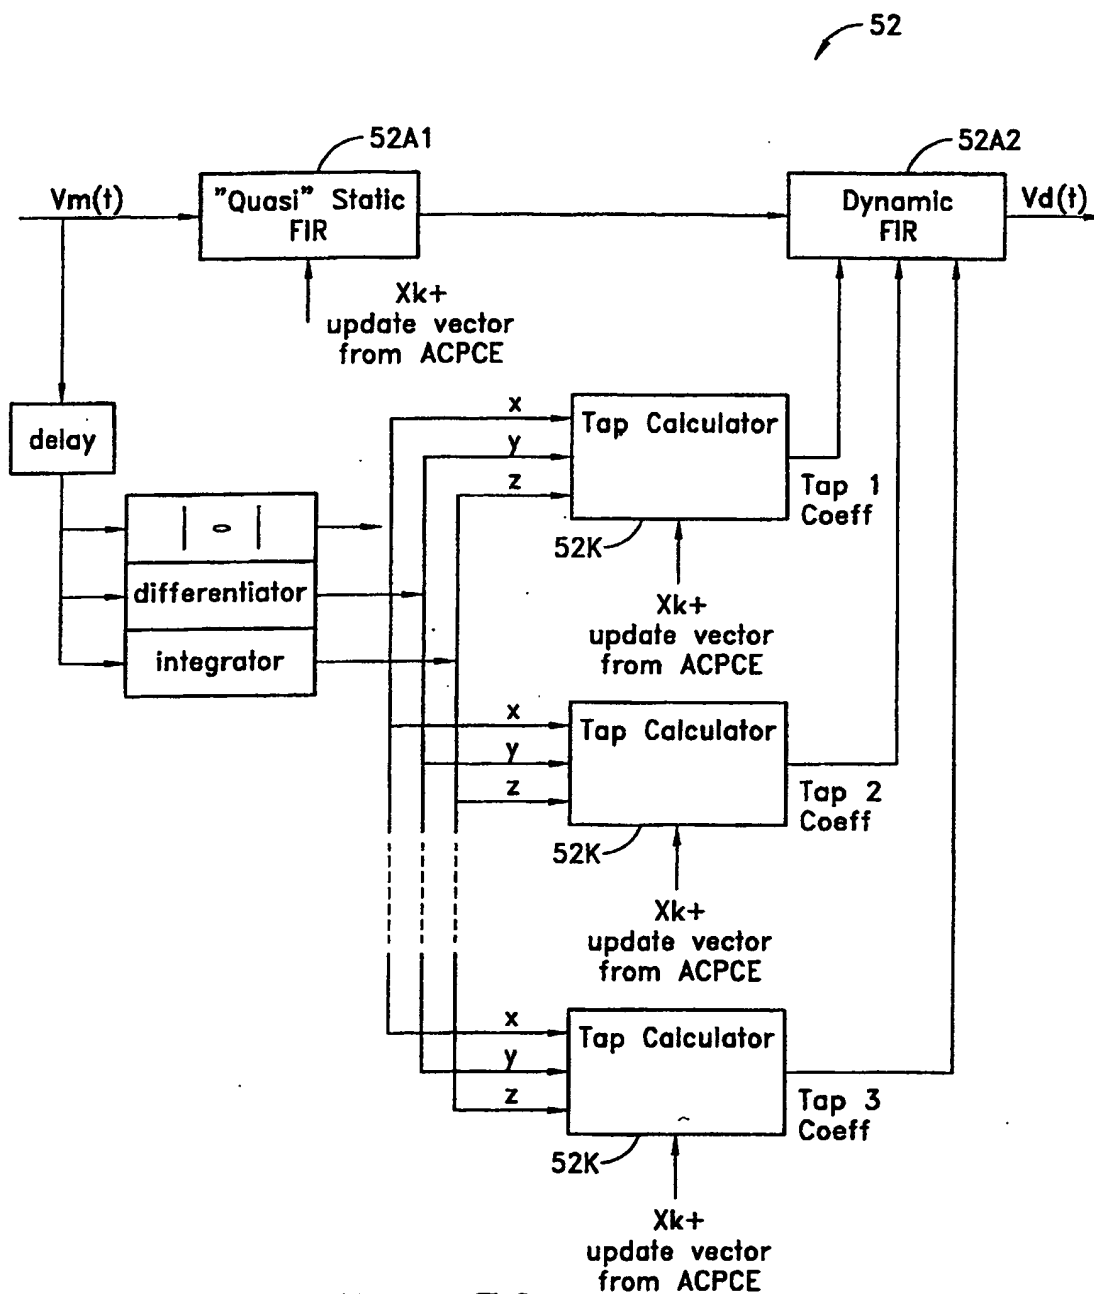 52
52A1
52A2
Vm(t)
"Quasi" Static
FIR
Dynamic
FIR
Vd(t)
Xk+
update vector
from ACPCE
delay
| o |
differentiator
integrator
x
y
z
Tap Calculator
Tap 1
Coeff
52K
Xk+
update vector
from ACPCE
x
y
z
Tap Calculator
Tap 2
Coeff
52K
Xk+
update vector
from ACPCE
x
y
z
Tap Calculator
Tap 3
Coeff
52K
Xk+
update vector
from ACPCE